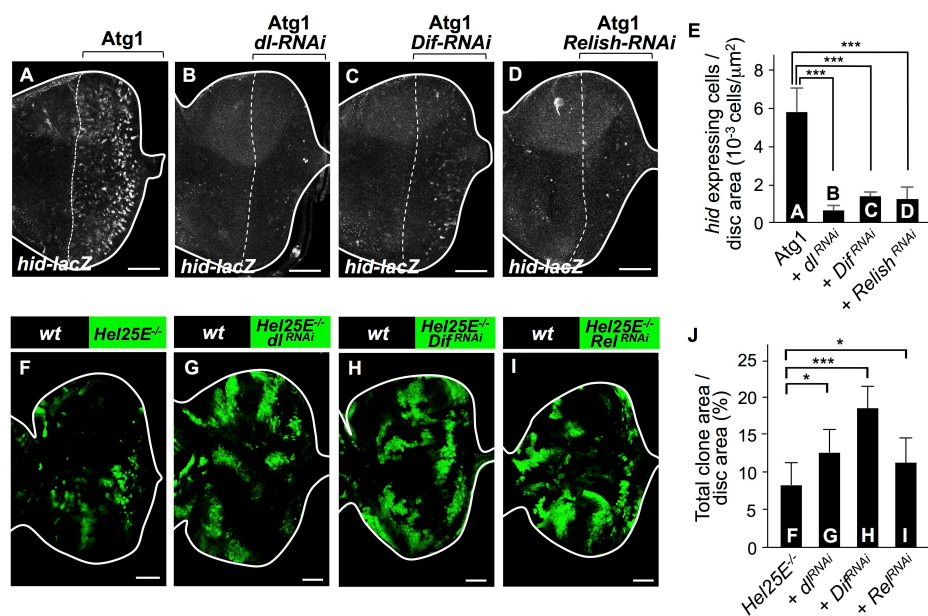 Atg1
Atg1
dl-RNAi
Atg1
Dif-RNAi
Atg1
Relish-RNAi
A
B
C
D
hid-lacZ
hid-lacZ
hid-lacZ
hid-lacZ
E
hid expressing cells /
disc area (10⁻³ cells/μm²)
8
6
4
2
0
***
***
***
A
B
C
D
Atg1
+ dl RNAi
+ Dif RNAi
+ Relish RNAi
wt
Hel25E-/-
wt
Hel25E-/-
dl RNAi
wt
Hel25E-/-
Dif RNAi
wt
Hel25E-/-
Rel RNAi
F
G
H
I
J
Total clone area /
disc area (%)
25
20
15
10
5
0
*
***
*
F
G
H
I
Hel25E-/-
+ dl RNAi
+ Dif RNAi
+ Rel RNAi